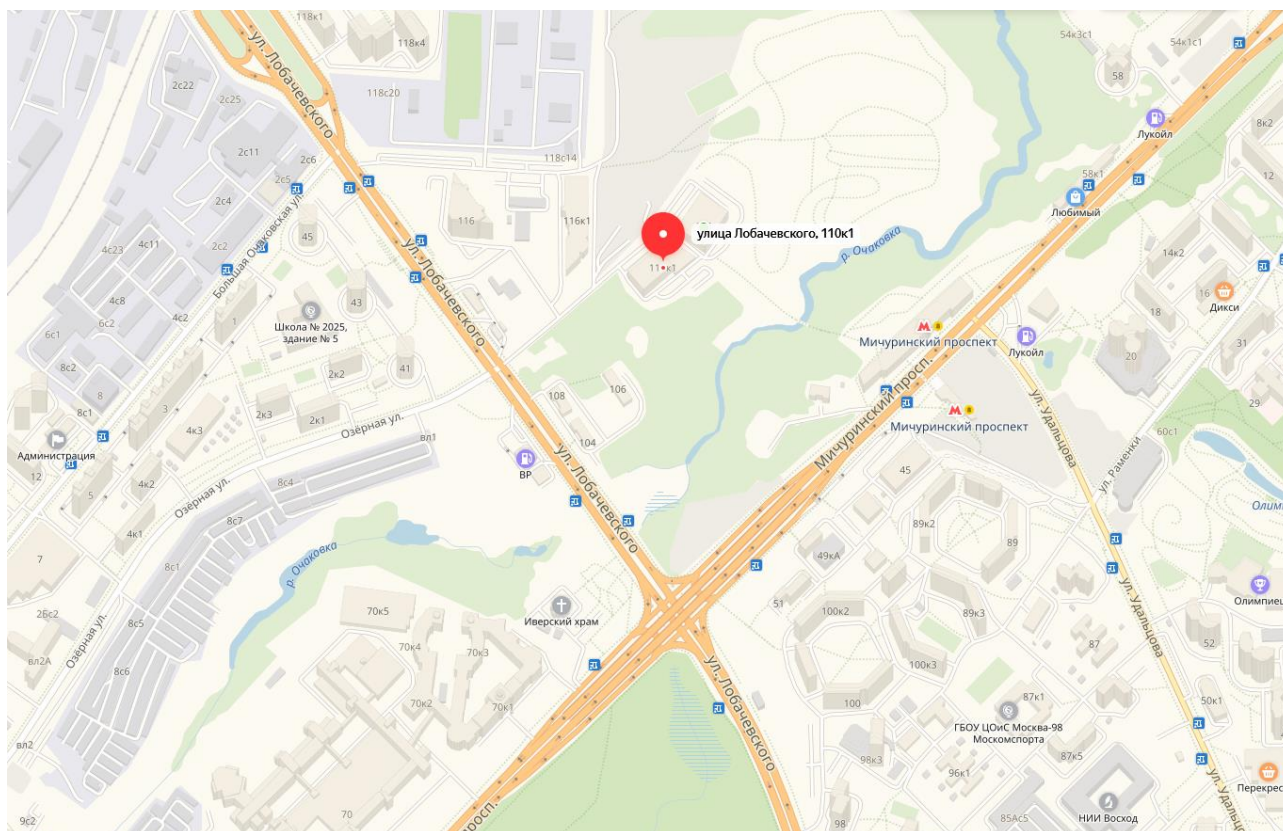 118к1
118к4
ул. Лобачевского
2с22
2с25
118с20
54к3с1
54к1с1
58
Лукойл
8к2
2с11
2с6
118с14
2с5
2с4
58к1
12
Любимый
116
116к1
Большая Очаковская ул.
45
4с11
2с2
4с23
ул. Лобачевского
улица Лобачевского, 110к1
р. Очаковка
14к2
16
Дикси
4с8
4с2
43
Школа № 2025,
здание № 5
6с1
6с2
1
18
Мичуринский проспект
Лукойл
20
31
8с2
2к2
41
8
3
2к3
2к1
8с1
4к3
Озёрная ул.
вл1
108
106
104
Мичуринский просп.
Мичуринский проспект
ул. Удальцова
29
60с1
Администрация
12
5
4к2
BP
ул. Лобачевского
45
ул. Раменки
8с4
Озёрная ул.
8с7
4к1
89к2
89
7
8с1
р. Очаковка
49кА
2Бс2
Озёрная ул.
8с5
70к5
Иверский храм
51
100к2
89к3
ул. Удальцова
Олимпиец
вл2А
8с6
70к4
70к3
87
52
100к3
70к2
70к1
ул. Лобачевского
100
87к1
50к1
ГБОУ ЦОиС Москва-98
Москомспорта
вл2
98к3
87к5
96к1
ул. Удальц
Перекрес
70
просп.
9с2
98
85Ас5
НИИ Восход